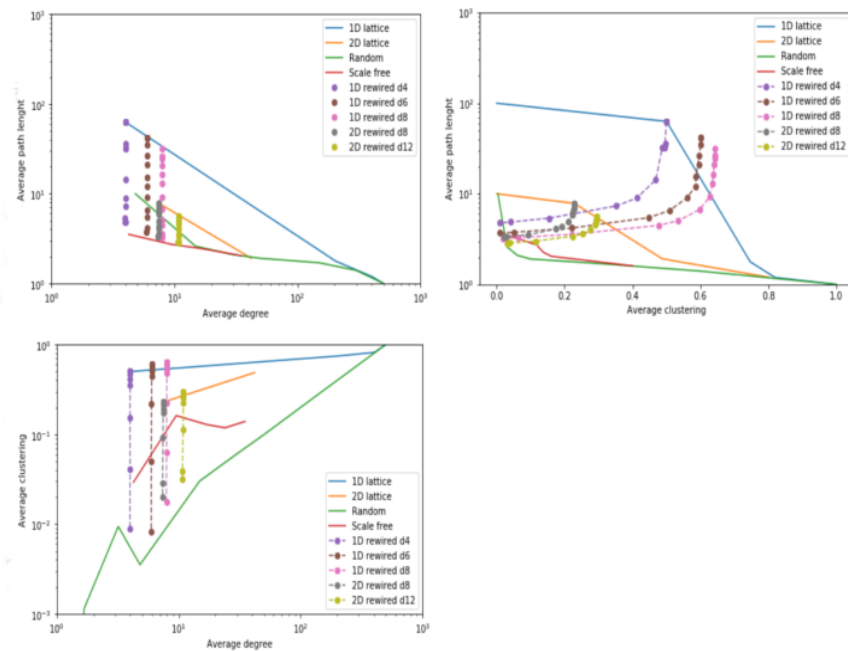 10³
10²
10¹
10⁰
Average path lenght
10⁰ 10¹ 10² 10³
Average degree
1D lattice
2D lattice
Random
Scale free
1D rewired d4
1D rewired d6
1D rewired d8
2D rewired d8
2D rewired d12
10³
10²
10¹
10⁰
Average path lenght
0.0 0.2 0.4 0.6 0.8 1.0
Average clustering
1D lattice
2D lattice
Random
Scale free
1D rewired d4
1D rewired d6
1D rewired d8
2D rewired d8
2D rewired d12
10⁰
10⁻¹
10⁻²
10⁻³
Average clustering
10⁰ 10¹ 10² 10³
Average degree
1D lattice
2D lattice
Random
Scale free
1D rewired d4
1D rewired d6
1D rewired d8
2D rewired d8
2D rewired d12